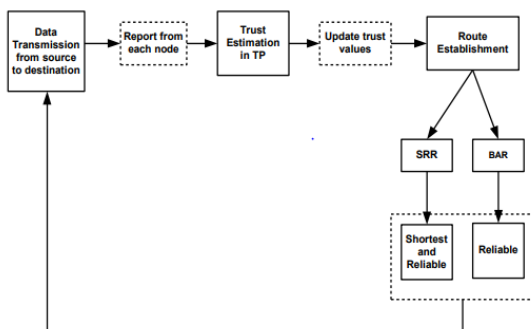 Data
Transmission
from source
to destination
Report from
each node
Trust
Estimation
in TP
Update trust
values
Route
Establishment
SRR
BAR
Shortest
and
Reliable
Reliable